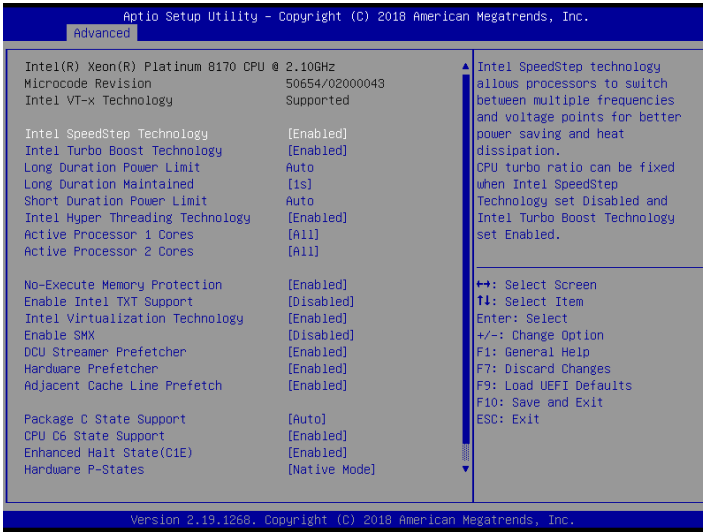 Aptio Setup Utility – Copyright (C) 2018 American Megatrends, Inc.
Advanced
Intel(R) Xeon(R) Platinum 8170 CPU @ 2.10GHz
Microcode Revision 50654/02000043
Intel VT-x Technology Supported
Intel SpeedStep Technology [Enabled]
Intel Turbo Boost Technology [Enabled]
Long Duration Power Limit Auto
Long Duration Maintained [1s]
Short Duration Power Limit Auto
Intel Hyper Threading Technology [Enabled]
Active Processor 1 Cores [All]
Active Processor 2 Cores [All]
No-Execute Memory Protection [Enabled]
Enable Intel TXT Support [Disabled]
Intel Virtualization Technology [Enabled]
Enable SMX [Disabled]
DCU Streamer Prefetcher [Enabled]
Hardware Prefetcher [Enabled]
Adjacent Cache Line Prefetch [Enabled]
Package C State Support [Auto]
CPU C6 State Support [Enabled]
Enhanced Halt State(C1E) [Enabled]
Hardware P-States [Native Mode]
Intel SpeedStep technology
allows processors to switch
between multiple frequencies
and voltage points for better
power saving and heat
dissipation.
CPU turbo ratio can be fixed
when Intel SpeedStep
Technology set Disabled and
Intel Turbo Boost Technology
set Enabled.
↔: Select Screen
↑↓: Select Item
Enter: Select
+/-: Change Option
F1: General Help
F7: Discard Changes
F9: Load UEFI Defaults
F10: Save and Exit
ESC: Exit
Version 2.19.1268. Copyright (C) 2018 American Megatrends, Inc.